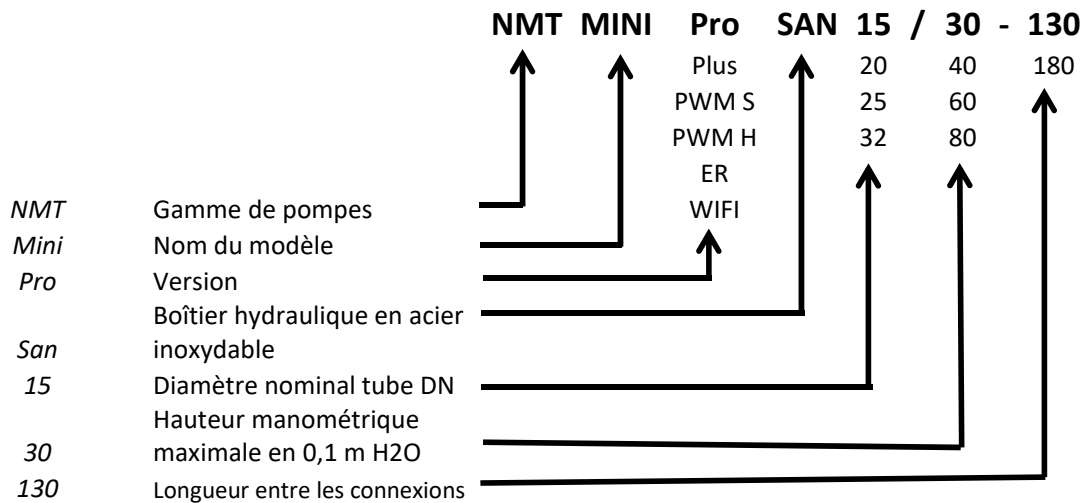 NMT MINI Pro SAN 15 / 30 - 130
Plus 20 40 180
PWM S 25 60
PWM H 32 80
ER
WIFI
NMT Gamme de pompes
Mini Nom du modèle
Pro Version
Boîtier hydraulique en acier
San inoxydable
15 Diamètre nominal tube DN
Hauteur manométrique
30 maximale en 0,1 m H2O
130 Longueur entre les connexions